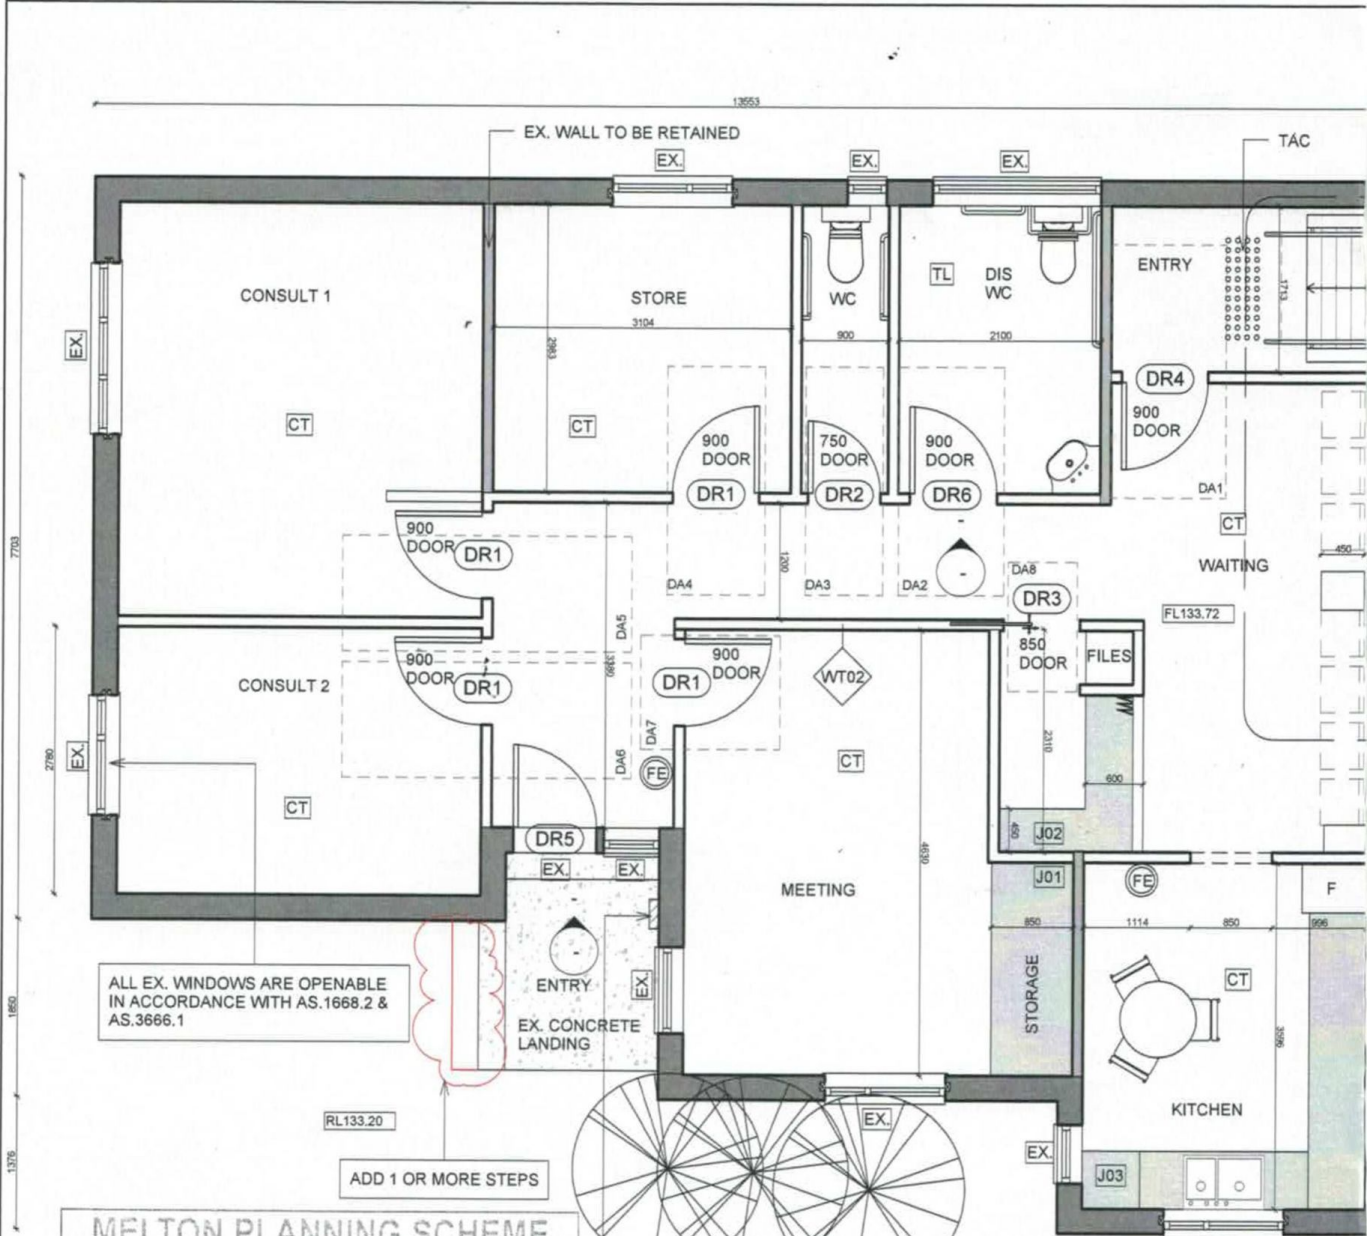 13553
EX. WALL TO BE RETAINED
TAC
EX.
EX.
EX.
CONSULT 1
STORE
3104
2983
WC
900
TL
DIS
WC
2100
ENTRY
1713
EX.
CT
CT
900
DOOR
DR1
750
DOOR
DR2
900
DOOR
DR6
DR4
900
DOOR
DA1
CT
WAITING
450
7703
900
DOOR
DR1
DA4
1200
DA3
DA2
DA8
DR3
850
DOOR
FL133.72
FILES
DA5
3380
900
DOOR
DR1
CONSULT 2
DR1
900
DOOR
WT02
DA7
DA6
FE
CT
2310
600
2780
EX.
CT
DR5
EX.
EX.
450
J02
J01
4630
MEETING
850
STORAGE
FE
F
1114
850
996
CT
3596
KITCHEN
ALL EX. WINDOWS ARE OPENABLE
IN ACCORDANCE WITH AS.1668.2 &
AS.3666.1
ENTRY
EX. CONCRETE
LANDING
EX.
1850
RL133.20
ADD 1 OR MORE STEPS
EX.
EX.
J03
1376
MELTON PLANNING SCHEME